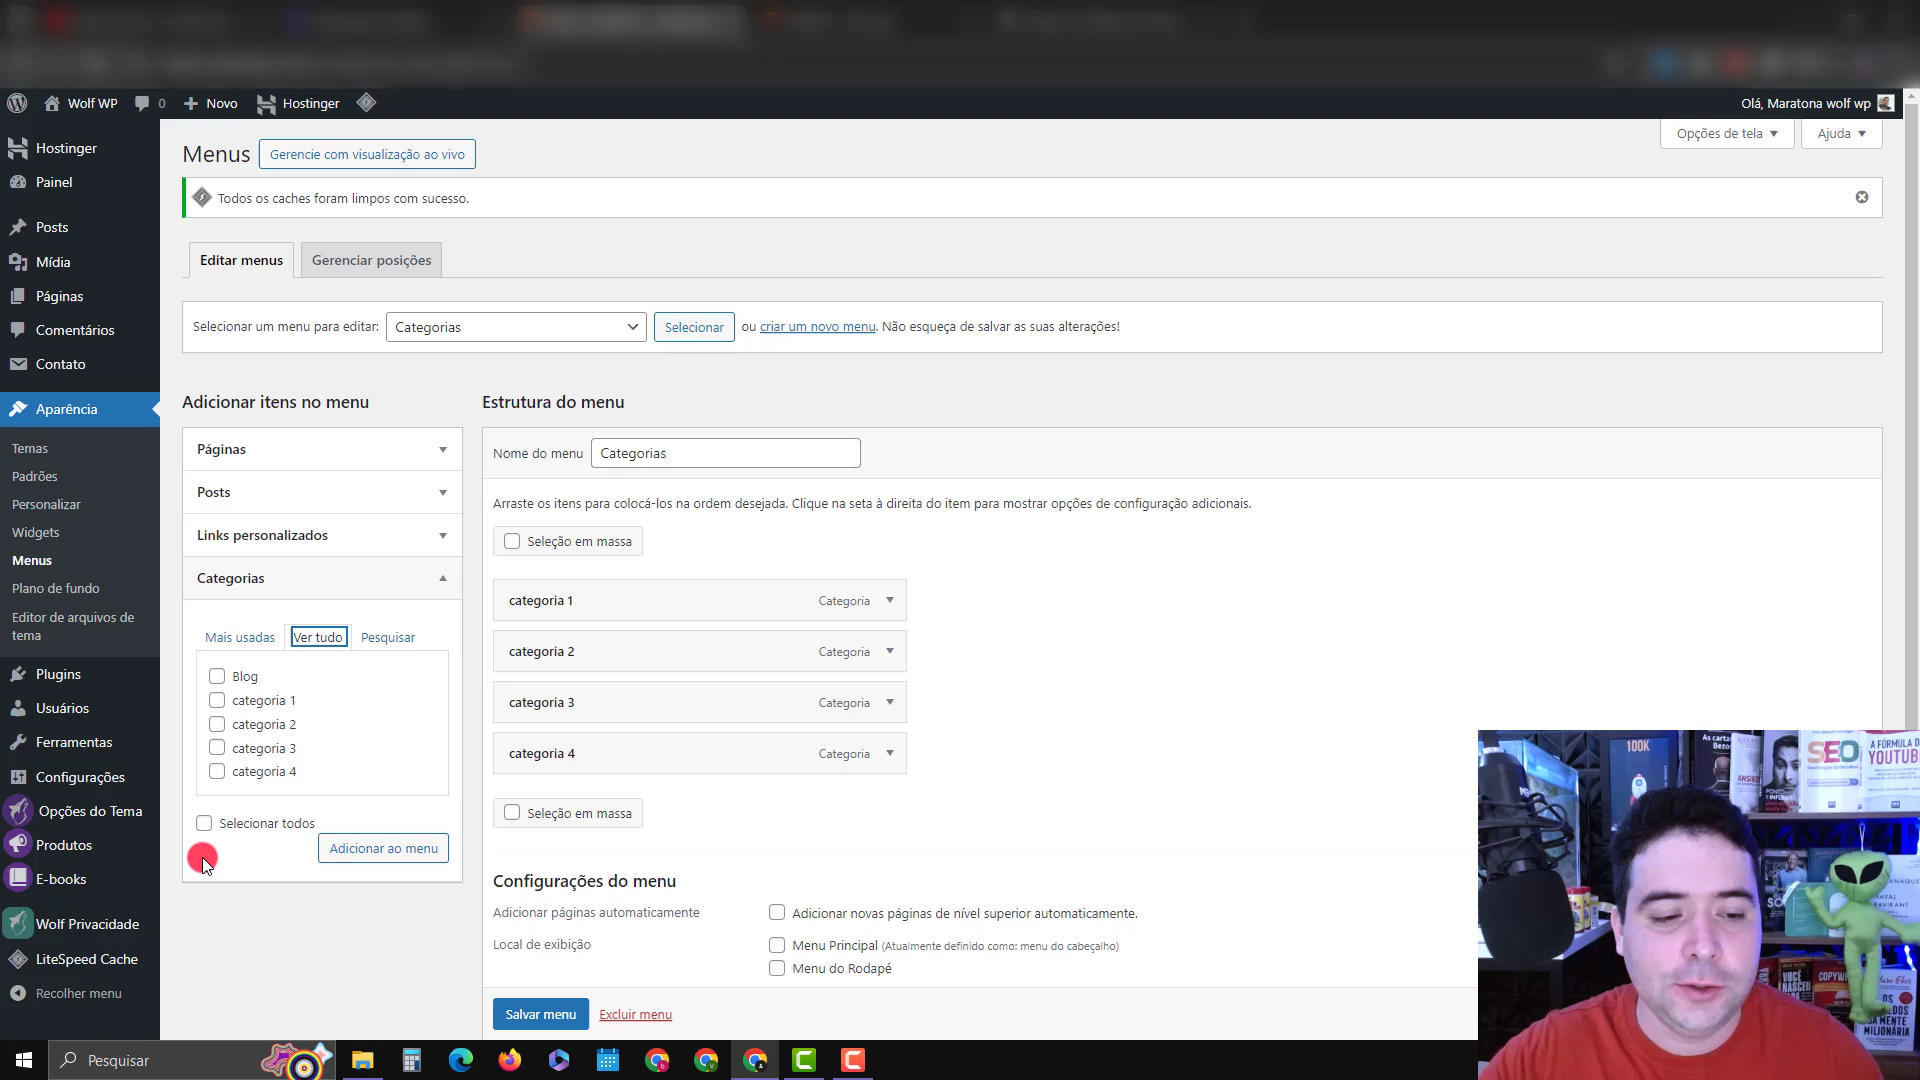 Wolf WP
0
Novo
Hostinger
Olá, Maratona wolf wp
Hostinger
Painel
Posts
Mídia
Páginas
Comentários
Contato
Aparência
Temas
Padrões
Personalizar
Widgets
Menus
Plano de fundo
Editor de arquivos de
tema
Plugins
Usuários
Ferramentas
Configurações
Opções do Tema
Produtos
E-books
Wolf Privacidade
LiteSpeed Cache
Recolher menu
Opções de tela
Ajuda
Menus
Gerencie com visualização ao vivo
Todos os caches foram limpos com sucesso.
Editar menus
Gerenciar posições
Selecionar um menu para editar:
Categorias
Selecionar
ou criar um novo menu. Não esqueça de salvar as suas alterações!
Adicionar itens no menu
Páginas
Posts
Links personalizados
Categorias
Mais usadas
Ver tudo
Pesquisar
Blog
categoria 1
categoria 2
categoria 3
categoria 4
Selecionar todos
Adicionar ao menu
Estrutura do menu
Nome do menu
Categorias
Arraste os itens para colocá-los na ordem desejada. Clique na seta à direita do item para mostrar opções de configuração adicionais.
Seleção em massa
categoria 1
Categoria
categoria 2
Categoria
categoria 3
Categoria
categoria 4
Categoria
Seleção em massa
Configurações do menu
Adicionar páginas automaticamente
Adicionar novas páginas de nível superior automaticamente.
Local de exibição
Menu Principal (Atualmente definido como: menu do cabeçalho)
Menu do Rodapé
Salvar menu
Excluir menu
100K
As cartas
SEO
A FÓRMULA DO
YOUTUBE
VOCÊ
NASCEU
MENTE
MILIONÁRIA
Pesquisar